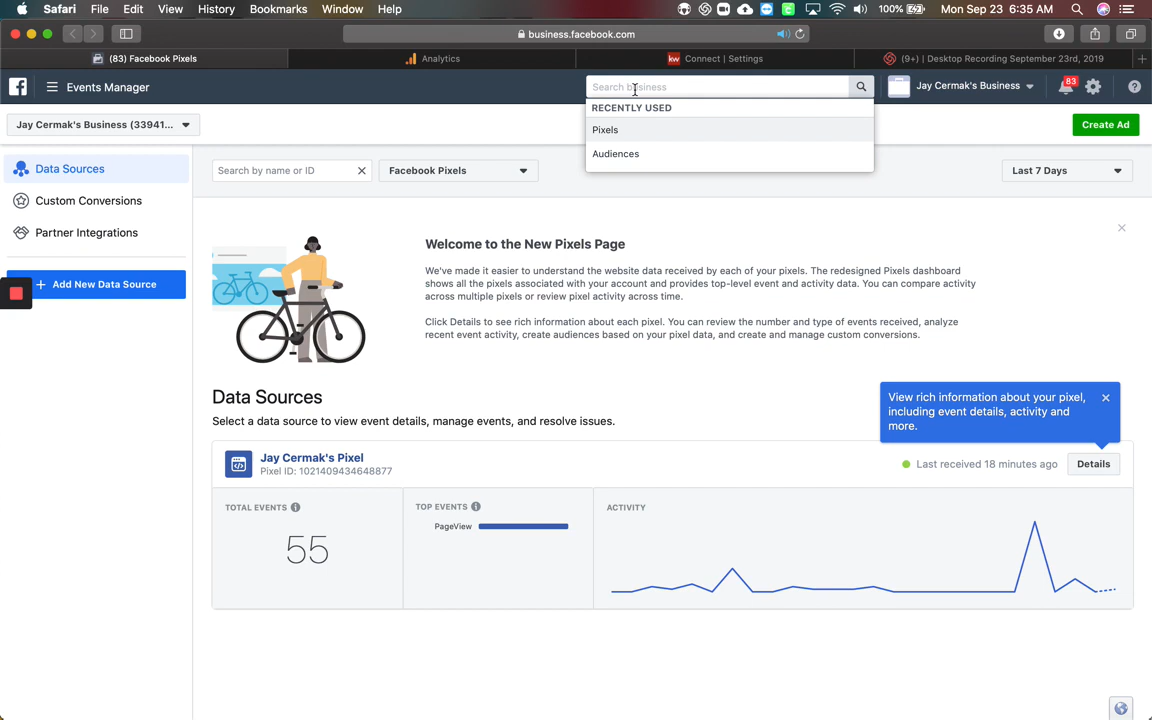 Safari File Edit View History Bookmarks Window Help
100% Mon Sep 23 6:35 AM
business.facebook.com
(83) Facebook Pixels
Analytics
kw Connect | Settings
(9+) | Desktop Recording September 23rd, 2019
Events Manager
Search business
Jay Cermak's Business
83
RECENTLY USED
Pixels
Audiences
Jay Cermak's Business (33941...
Create Ad
Data Sources
Custom Conversions
Partner Integrations
+ Add New Data Source
Search by name or ID
Facebook Pixels
Last 7 Days
Welcome to the New Pixels Page
We've made it easier to understand the website data received by each of your pixels. The redesigned Pixels dashboard
shows all the pixels associated with your account and provides top-level event and activity data. You can compare activity
across multiple pixels or review pixel activity across time.
Click Details to see rich information about each pixel. You can review the number and type of events received, analyze
recent event activity, create audiences based on your pixel data, and create and manage custom conversions.
Data Sources
Select a data source to view event details, manage events, and resolve issues.
View rich information about your pixel,
including event details, activity and
more.
Jay Cermak's Pixel
Pixel ID: 1021409434648877
Last received 18 minutes ago
Details
TOTAL EVENTS
55
TOP EVENTS
PageView
ACTIVITY